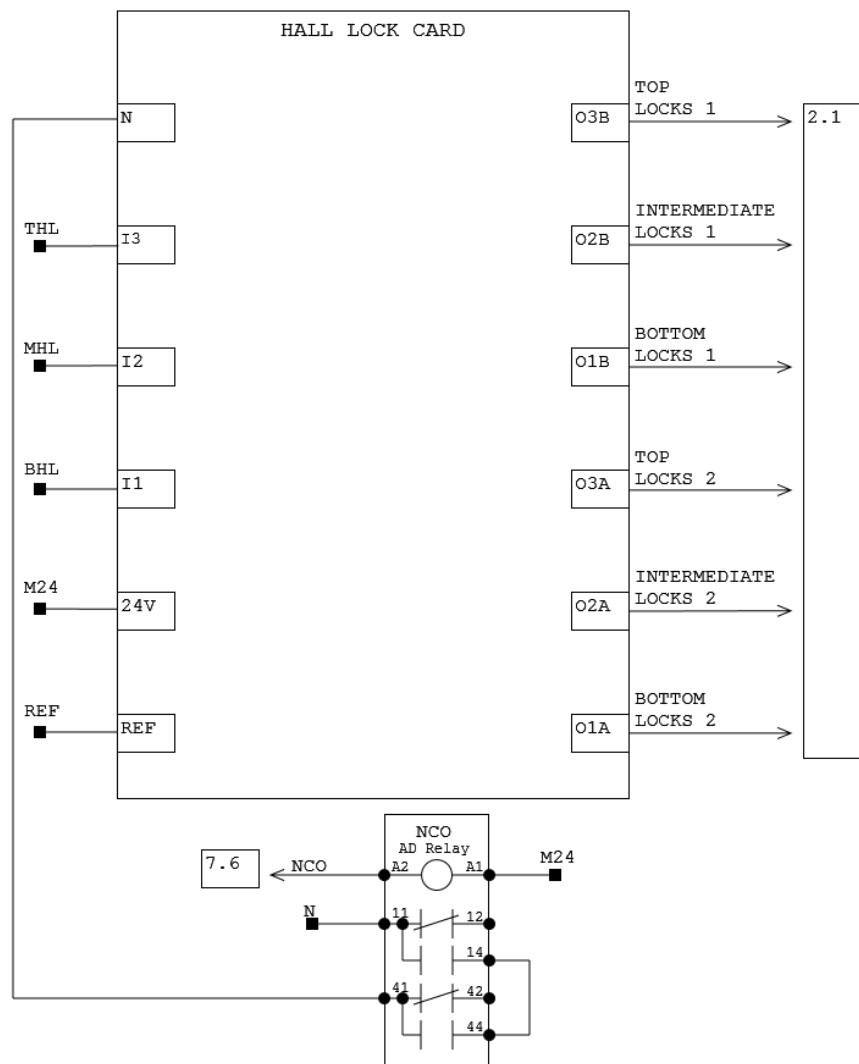 HALL LOCK CARD
TOP
LOCKS 1
N
O3B
2.1
THL
I3
INTERMEDIATE
LOCKS 1
O2B
MHL
I2
BOTTOM
LOCKS 1
O1B
BHL
I1
TOP
LOCKS 2
O3A
M24
24V
INTERMEDIATE
LOCKS 2
O2A
REF
REF
BOTTOM
LOCKS 2
O1A
NCO
AD Relay
7.6
NCO
A2
A1
M24
N
11
12
14
41
42
44